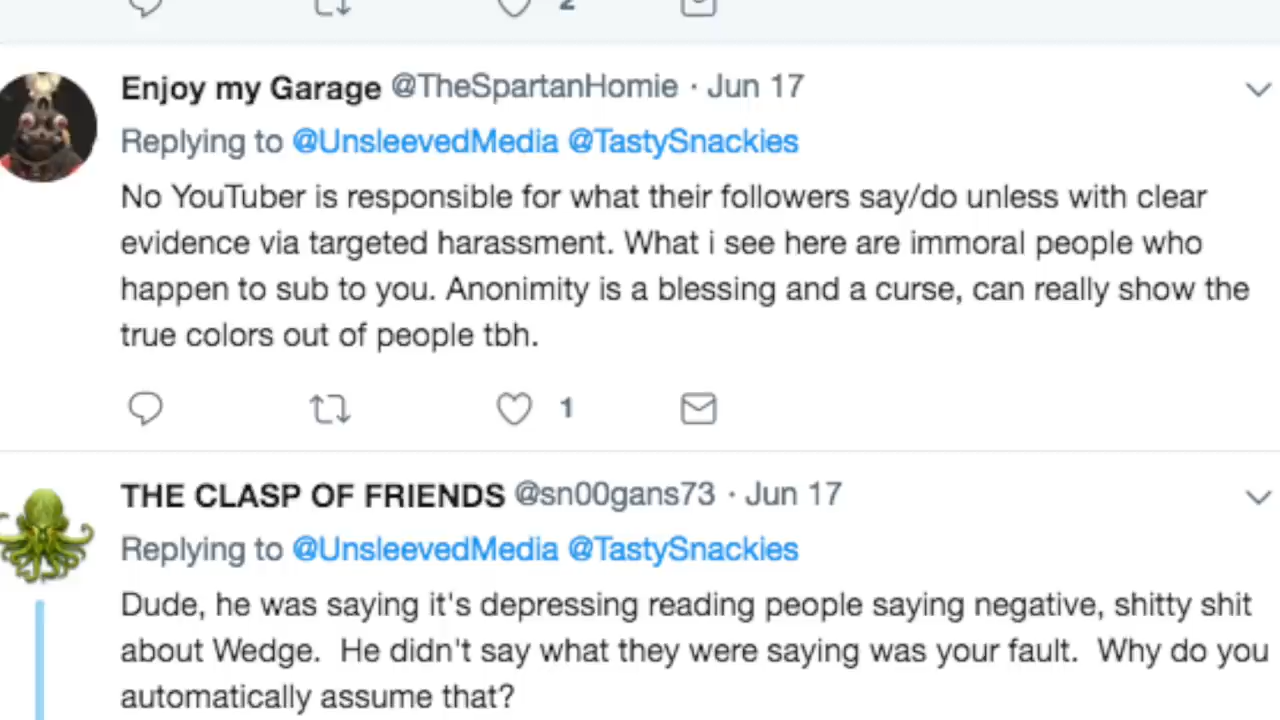 2
Enjoy my Garage @TheSpartanHomie · Jun 17
Replying to @UnsleevedMedia @TastySnackies
No YouTuber is responsible for what their followers say/do unless with clear
evidence via targeted harassment. What i see here are immoral people who
happen to sub to you. Anonimity is a blessing and a curse, can really show the
true colors out of people tbh.
1
THE CLASP OF FRIENDS @sn00gans73 · Jun 17
Replying to @UnsleevedMedia @TastySnackies
Dude, he was saying it's depressing reading people saying negative, shitty shit
about Wedge.  He didn't say what they were saying was your fault.  Why do you
automatically assume that?